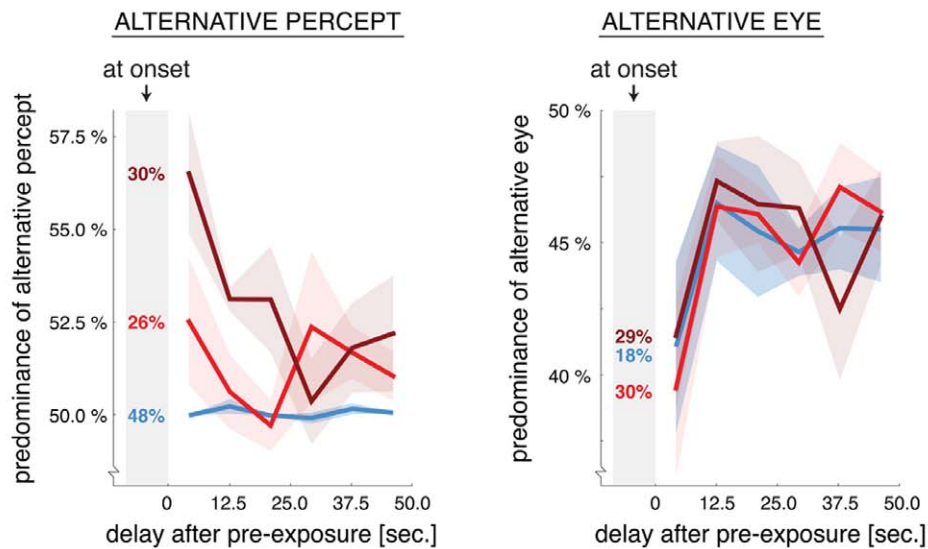 ALTERNATIVE PERCEPT
at onset
predominance of alternative percept
57.5 %
55.0 %
52.5 %
50.0 %
30%
26%
48%
0 12.5 25.0 37.5 50.0
delay after pre-exposure [sec.]
ALTERNATIVE EYE
at onset
predominance of alternative eye
50 %
45 %
40 %
29%
18%
30%
0 12.5 25.0 37.5 50.0
delay after pre-exposure [sec.]